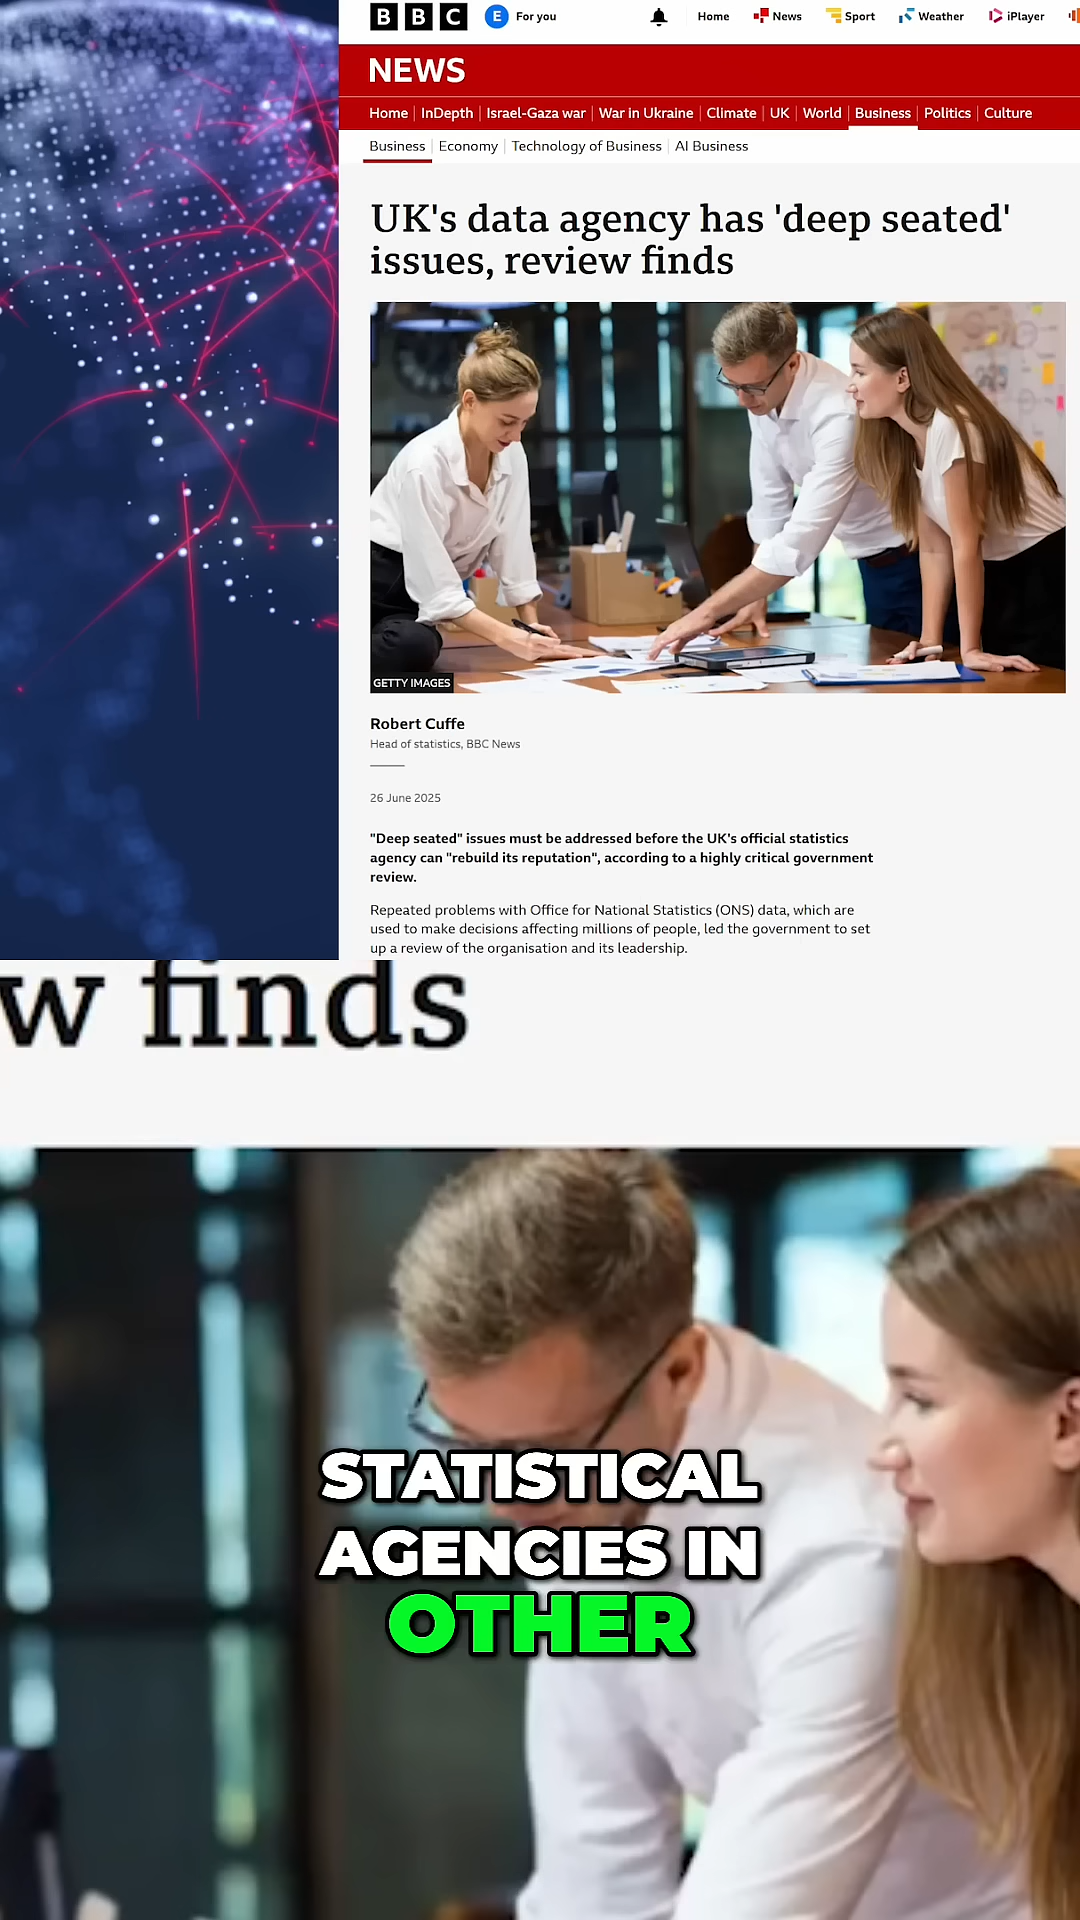 BBC
E For you
Home News Sport Weather iPlayer
NEWS
Home InDepth Israel-Gaza war War in Ukraine Climate UK World Business Politics Culture
Business Economy Technology of Business AI Business
UK's data agency has 'deep seated'
issues, review finds
GETTY IMAGES
Robert Cuffe
Head of statistics, BBC News
26 June 2025
"Deep seated" issues must be addressed before the UK's official statistics
agency can "rebuild its reputation", according to a highly critical government
review.
Repeated problems with Office for National Statistics (ONS) data, which are
used to make decisions affecting millions of people, led the government to set
up a review of the organisation and its leadership.
w finds
STATISTICAL
AGENCIES IN
OTHER